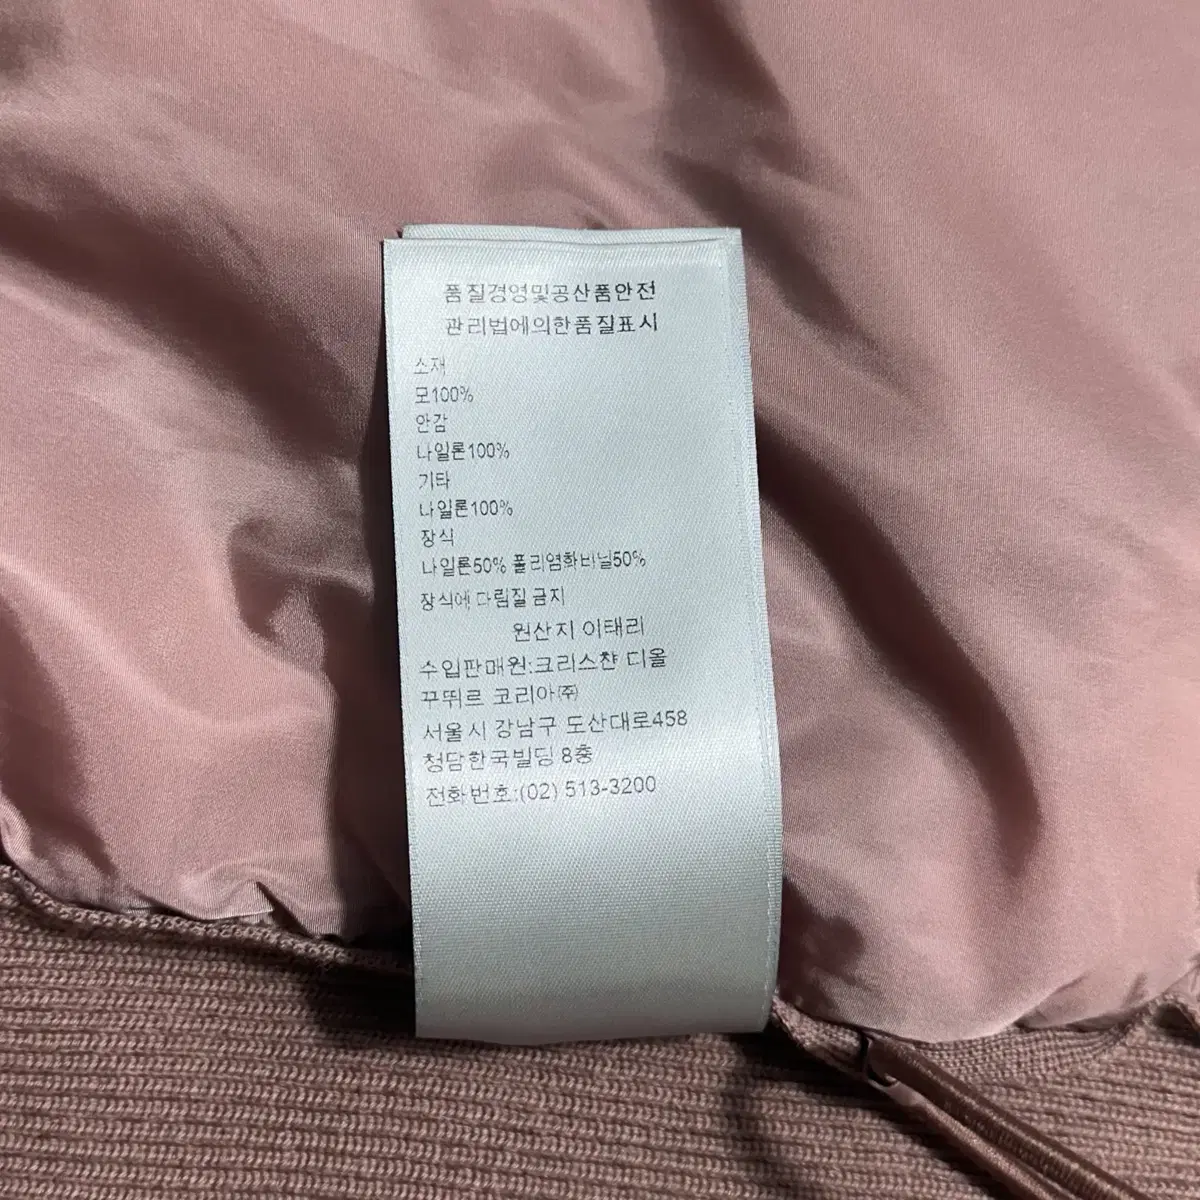 품질경영및공산품안전
관리법에의한품질표시
소재
모100%
안감
나일론100%
기타
나일론100%
장식
나일론50% 폴리염화비닐50%
장식에 다림질 금지
원산지 이태리
수입판매원:크리스챤 디올
꾸뛰르 코리아㈜
서울시 강남구 도산대로458
청담한국빌딩 8층
전화번호:(02) 513-3200